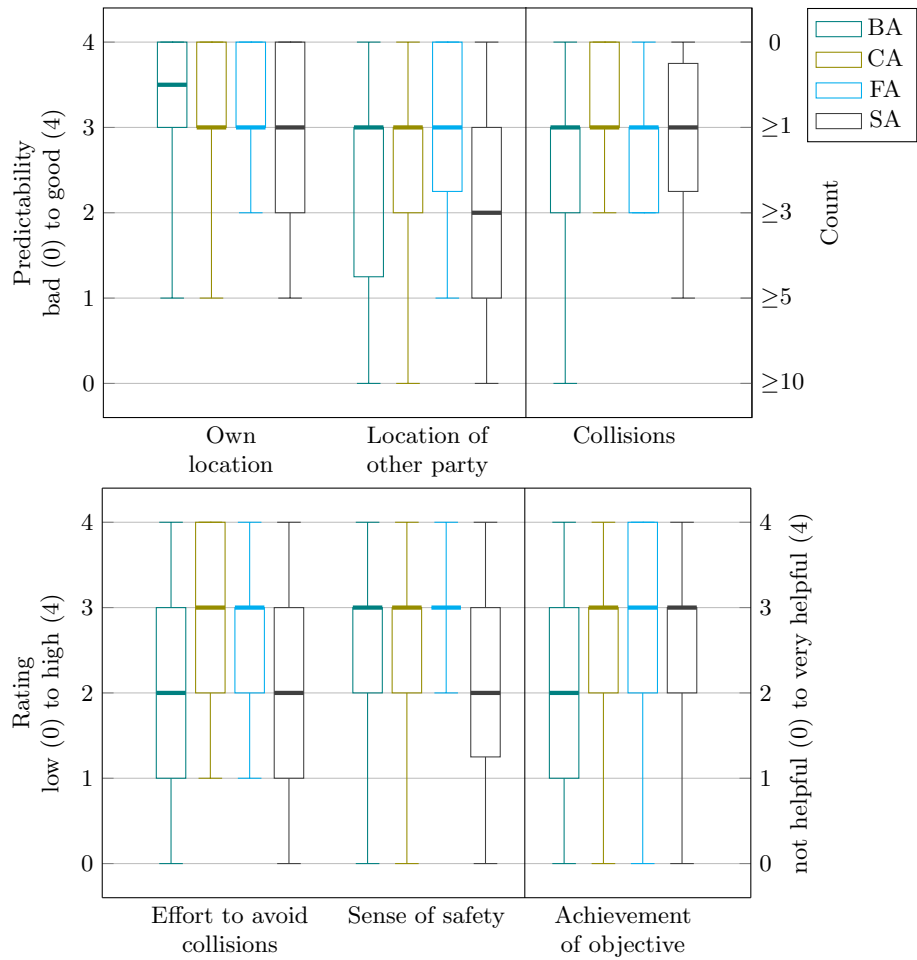 BA
CA
FA
SA
Predictability
bad (0) to good (4)
4
3
2
1
0
0
≥1
≥3
≥5
≥10
Count
Own
location
Location of
other party
Collisions
Rating
low (0) to high (4)
4
3
2
1
0
4
3
2
1
0
not helpful (0) to very helpful (4)
Effort to avoid
collisions
Sense of safety
Achievement
of objective